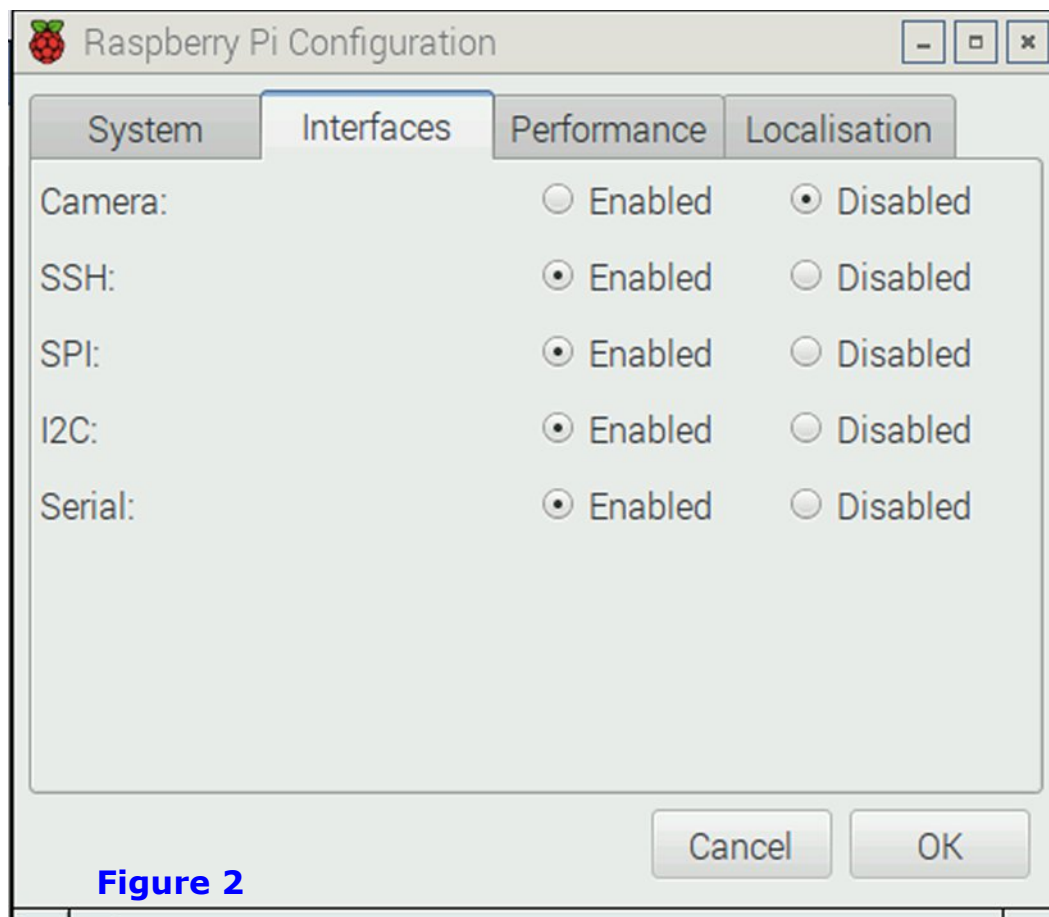 Raspberry Pi Configuration
System Interfaces Performance Localisation
Camera: Enabled Disabled
SSH: Enabled Disabled
SPI: Enabled Disabled
I2C: Enabled Disabled
Serial: Enabled Disabled
Cancel OK
Figure 2